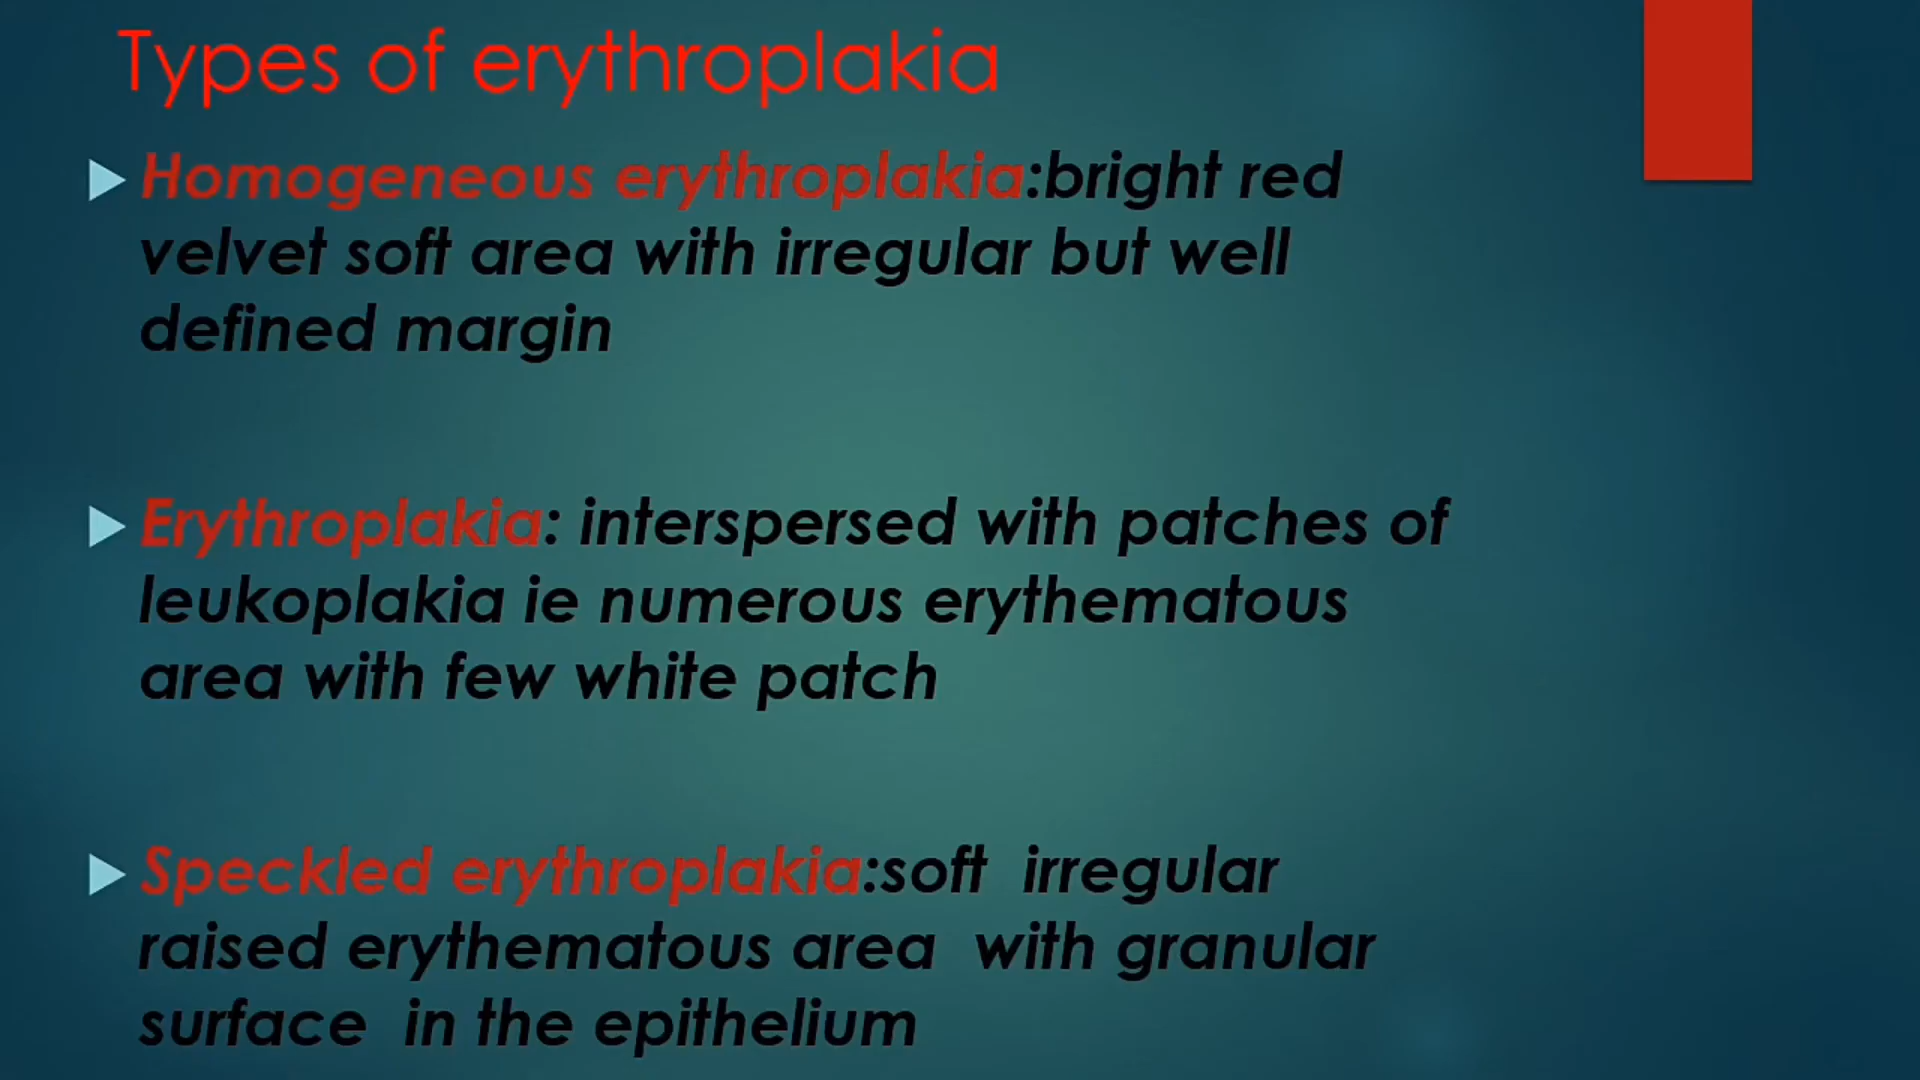 Types of erythroplakia
Homogeneous erythroplakia:bright red
velvet soft area with irregular but well
defined margin
Erythroplakia: interspersed with patches of
leukoplakia ie numerous erythematous
area with few white patch
Speckled erythroplakia:soft irregular
raised erythematous area with granular
surface in the epithelium